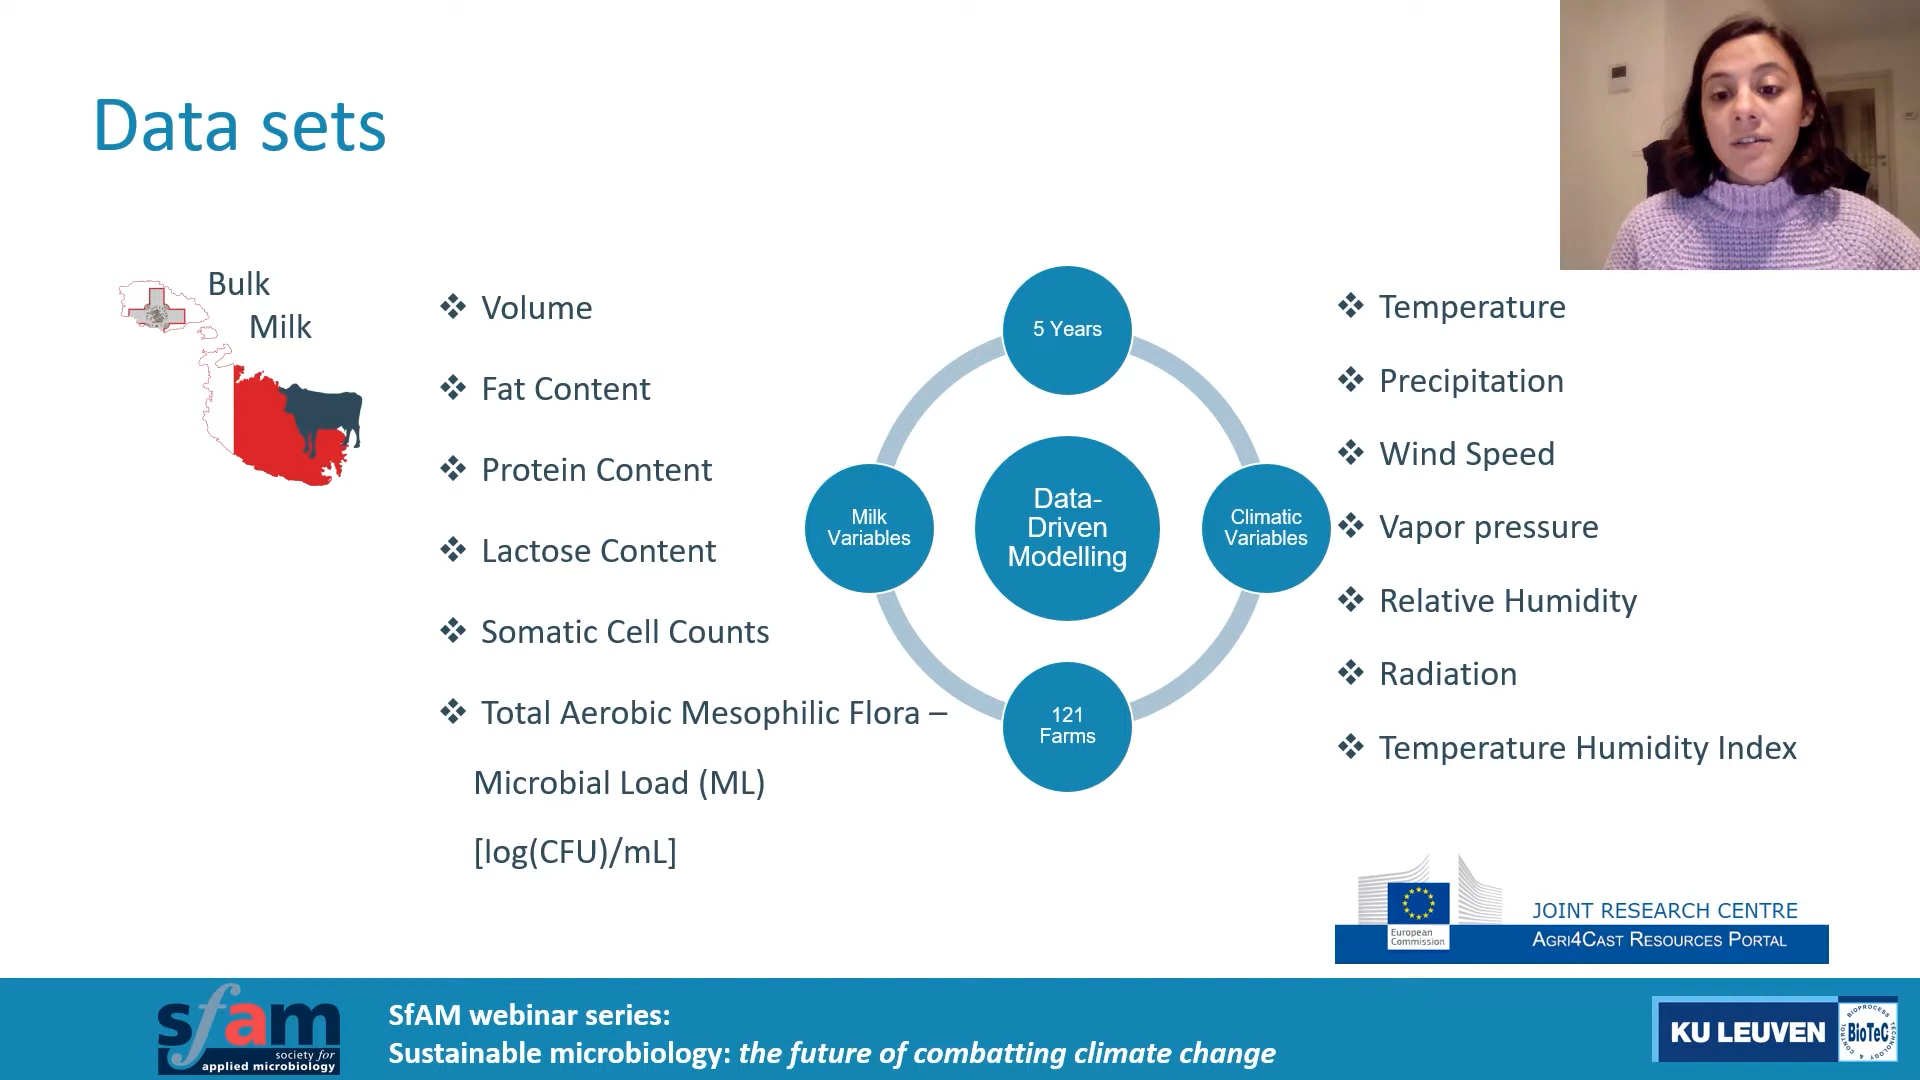 Data sets
Bulk
Milk
❖ Volume
❖ Fat Content
❖ Protein Content
❖ Lactose Content
❖ Somatic Cell Counts
❖ Total Aerobic Mesophilic Flora –
Microbial Load (ML)
[log(CFU)/mL]
5 Years
Milk
Variables
Data-
Driven
Modelling
Climatic
Variables
121
Farms
❖ Temperature
❖ Precipitation
❖ Wind Speed
❖ Vapor pressure
❖ Relative Humidity
❖ Radiation
❖ Temperature Humidity Index
European
Commission
JOINT RESEARCH CENTRE
AGRI4CAST RESOURCES PORTAL
sfam
society for
applied microbiology
SfAM webinar series:
Sustainable microbiology: the future of combatting climate change
KU LEUVEN
BioTeC
BIOPROCESS
TECHNOLOGY &
CONTROL